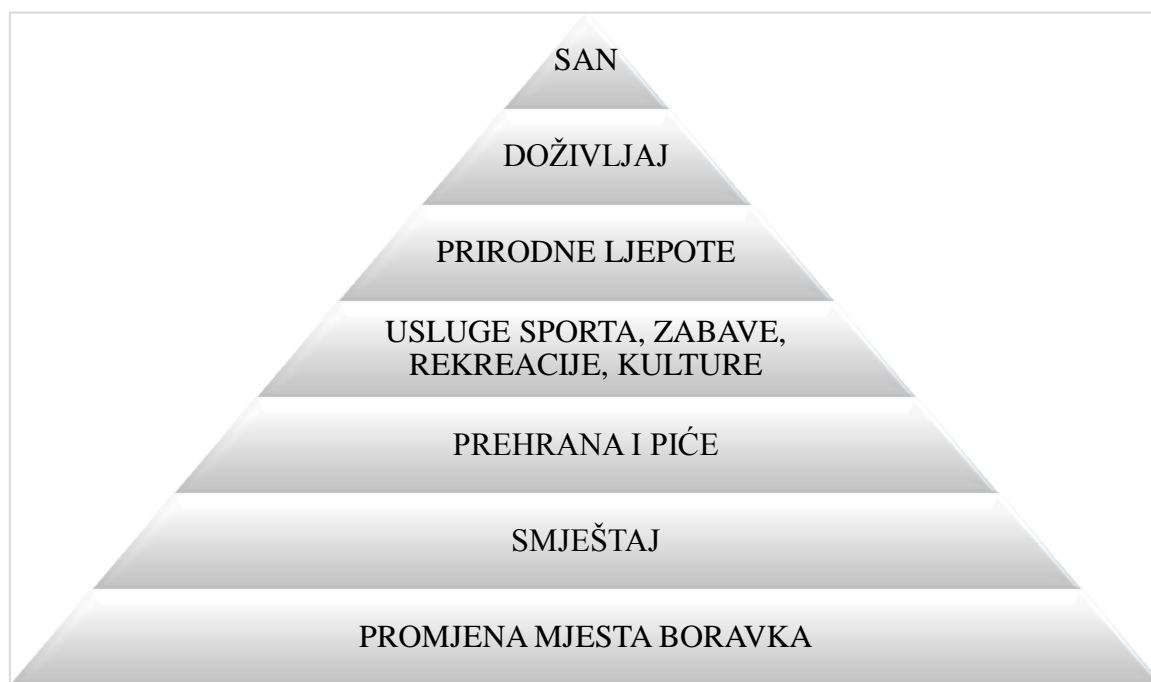 SAN
DOŽIVLJAJ
PRIRODNE LJEPOTE
USLUGE SPORTA, ZABAVE,
REKREACIJE, KULTURE
PREHRANA I PIĆE
SMJEŠTAJ
PROMJENA MJESTA BORAVKA